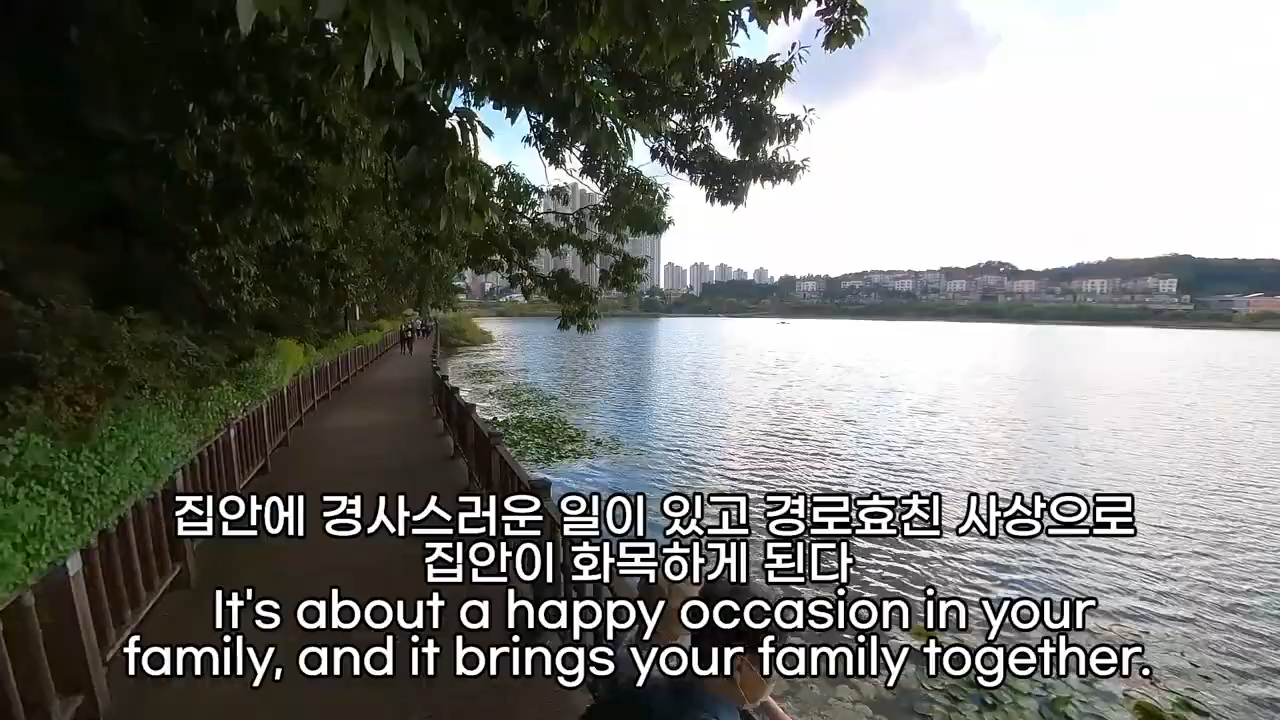 집안에 경사스러운 일이 있고 경로효친 사상으로
집안이 화목하게 된다
It's about a happy occasion in your
family, and it brings your family together.